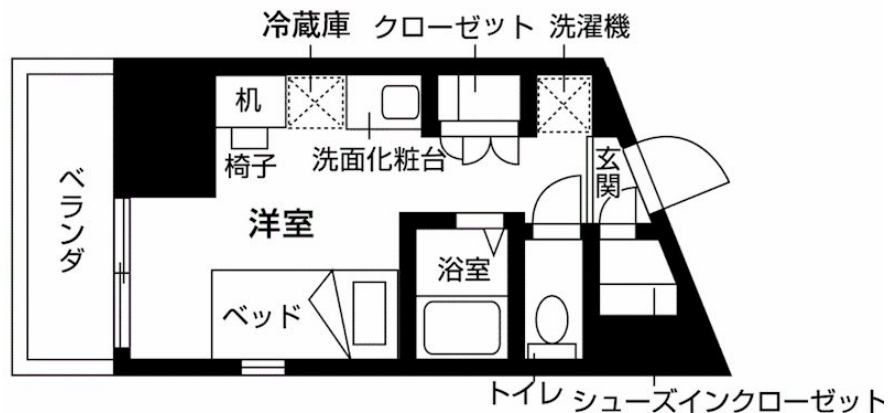 冷蔵庫
クローゼット
洗濯機
机
椅子
洗面化粧台
玄関
ベランダ
洋室
浴室
ベッド
トイレ
シューズインクローゼット